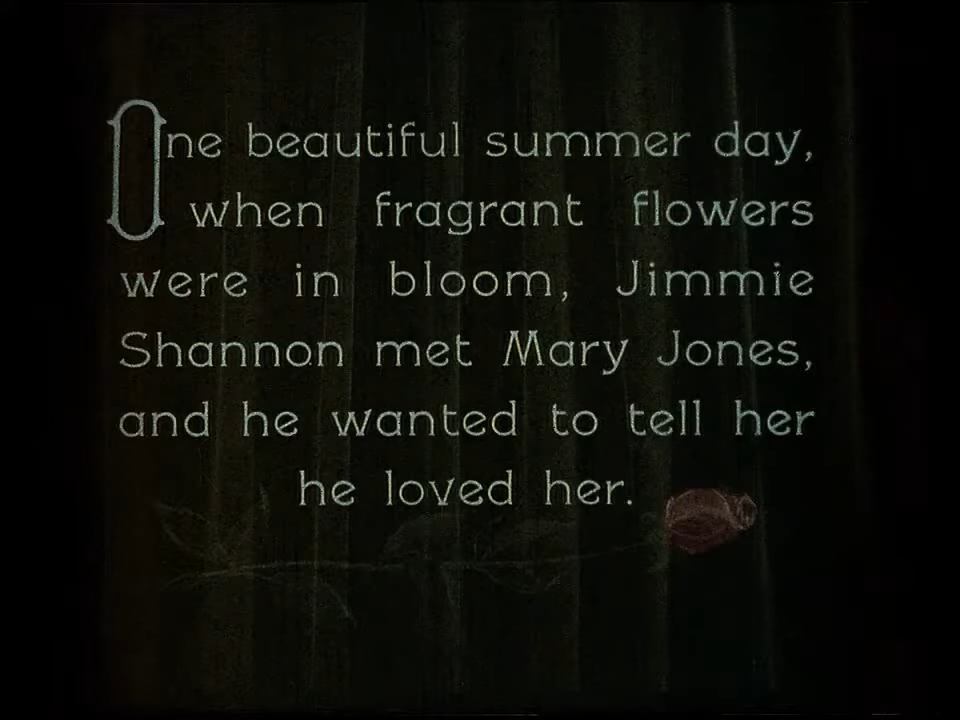 One beautiful summer day,
when fragrant flowers
were in bloom, Jimmie
Shannon met Mary Jones,
and he wanted to tell her
he loved her.